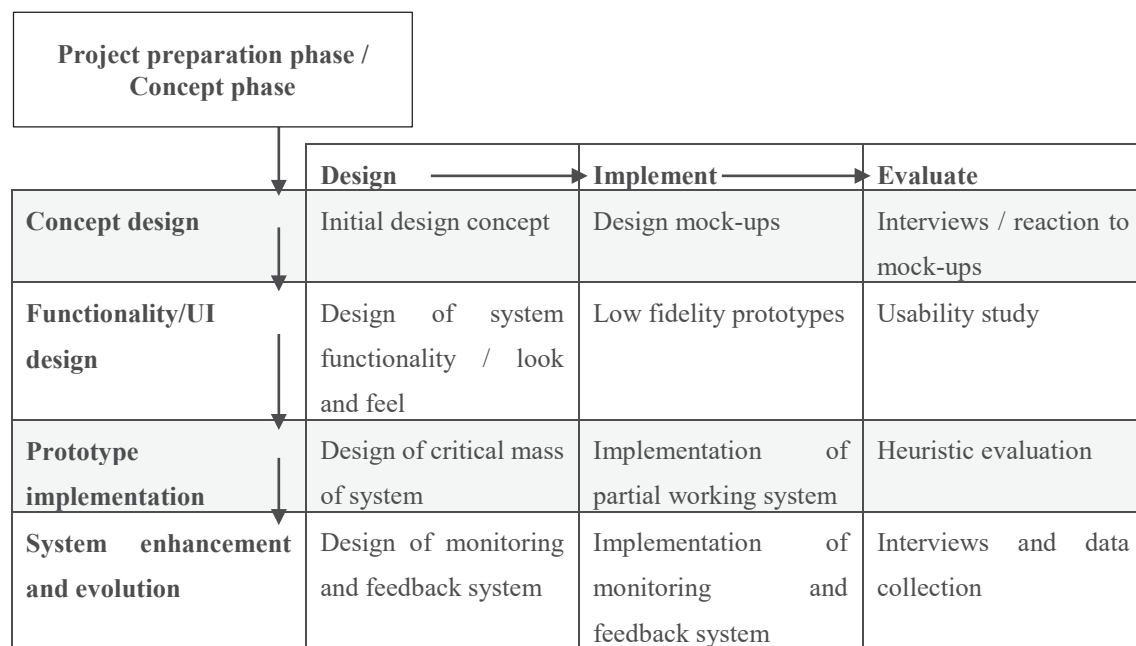 Project preparation phase /
Concept phase
Design
Implement
Evaluate
Concept design
Initial design concept
Design mock-ups
Interviews / reaction to
mock-ups
Functionality/UI
design
Design of system
functionality / look
and feel
Low fidelity prototypes
Usability study
Prototype
implementation
Design of critical mass
of system
Implementation of
partial working system
Heuristic evaluation
System enhancement
and evolution
Design of monitoring
and feedback system
Implementation of
monitoring and
feedback system
Interviews and data
collection